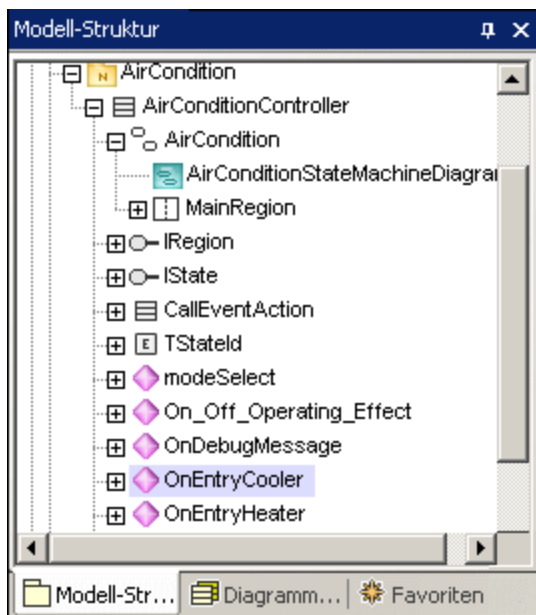 Modell-Struktur
N AirCondition
AirConditionController
AirCondition
AirConditionStateMachineDiagra
MainRegion
IRegion
IState
CallEventAction
E TStateId
modeSelect
On_Off_Operating_Effect
OnDebugMessage
OnEntryCooler
OnEntryHeater
Modell-Str... Diagramm... Favoriten